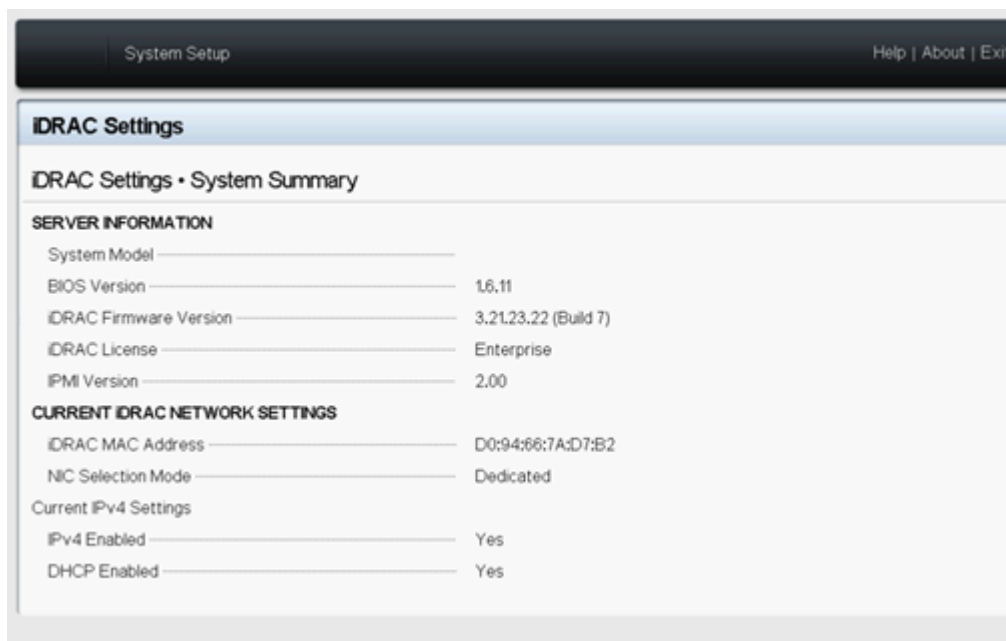 System Setup
Help | About | Exi
iDRAC Settings
iDRAC Settings • System Summary
SERVER INFORMATION
System Model
BIOS Version 1.6.11
iDRAC Firmware Version 3.21.23.22 (Build 7)
iDRAC License Enterprise
IPMI Version 2.00
CURRENT iDRAC NETWORK SETTINGS
iDRAC MAC Address D0:94:66:7A:D7:B2
NIC Selection Mode Dedicated
Current IPv4 Settings
IPv4 Enabled Yes
DHCP Enabled Yes